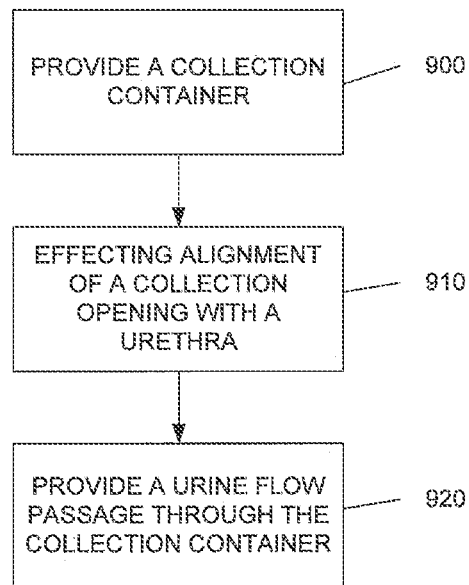 PROVIDE A COLLECTION
CONTAINER
900
EFFECTING ALIGNMENT
OF A COLLECTION
OPENING WITH A
URETHRA
910
PROVIDE A URINE FLOW
PASSAGE THROUGH THE
COLLECTION CONTAINER
920